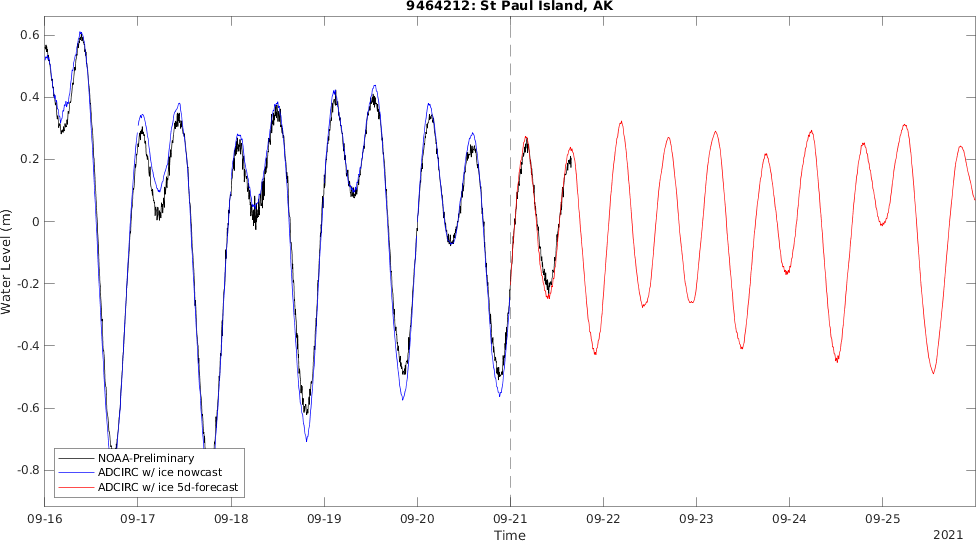 9464212: St Paul Island, AK
Water Level (m)
0.6
0.4
0.2
0
-0.2
-0.4
-0.6
-0.8
NOAA-Preliminary
ADCIRC w/ ice nowcast
ADCIRC w/ ice 5d-forecast
09-16 09-17 09-18 09-19 09-20 09-21 09-22 09-23 09-24 09-25
Time
2021